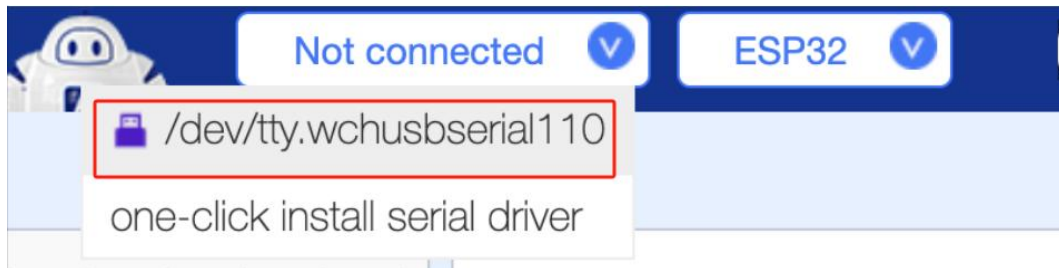 Not connected
ESP32
/dev/tty.wchusbserial110
one-click install serial driver